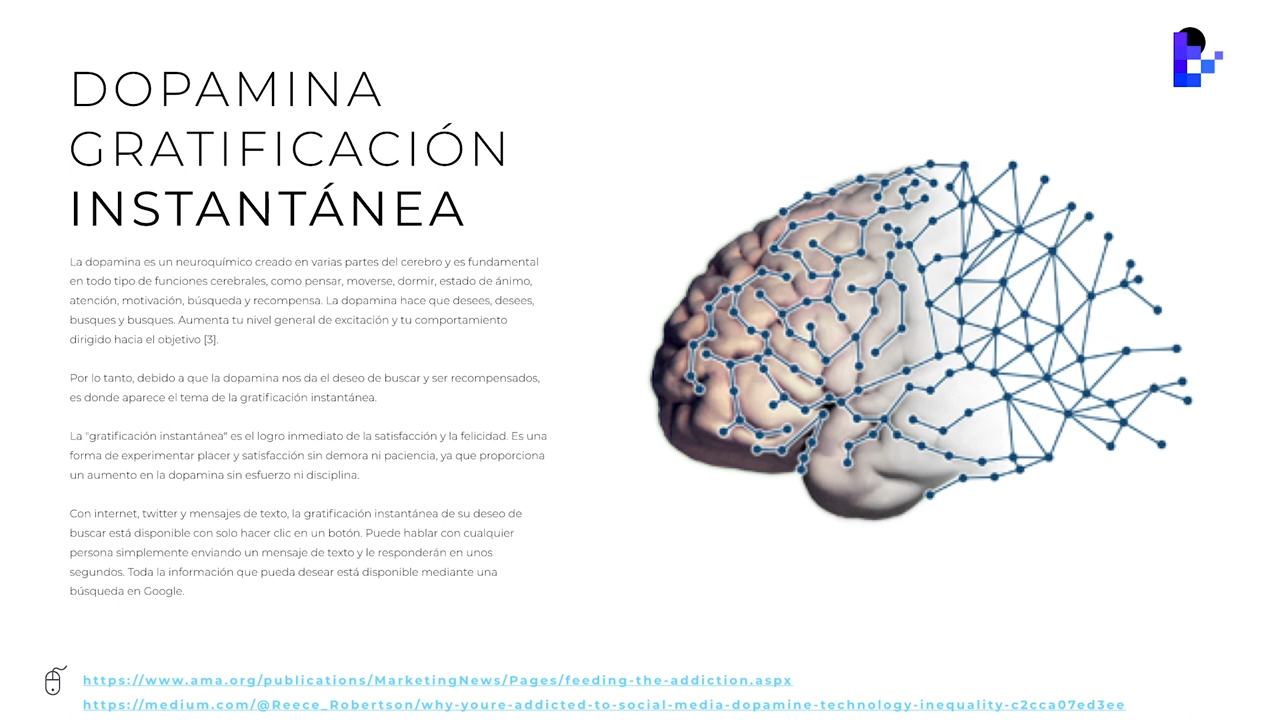 DOPAMINA
GRATIFICACIÓN
INSTANTÁNEA
La dopamina es un neuroquímico creado en varias partes del cerebro y es fundamental
en todo tipo de funciones cerebrales, como pensar, moverse, dormir, estado de ánimo,
atención, motivación, búsqueda y recompensa. La dopamina hace que desees, desees,
busques y busques. Aumenta tu nivel general de excitación y tu comportamiento
dirigido hacia el objetivo [3].
Por lo tanto, debido a que la dopamina nos da el deseo de buscar y ser recompensados,
es donde aparece el tema de la gratificación instantánea.
La "gratificación instantánea" es el logro inmediato de la satisfacción y la felicidad. Es una
forma de experimentar placer y satisfacción sin demora ni paciencia, ya que proporciona
un aumento en la dopamina sin esfuerzo ni disciplina.
Con internet, twitter y mensajes de texto, la gratificación instantánea de su deseo de
buscar está disponible con solo hacer clic en un botón. Puede hablar con cualquier
persona simplemente enviando un mensaje de texto y le responderán en unos
segundos. Toda la información que pueda desear está disponible mediante una
búsqueda en Google.
https://www.ama.org/publications/MarketingNews/Pages/feeding-the-addiction.aspx
https://medium.com/@Reece_Robertson/why-youre-addicted-to-social-media-dopamine-technology-inequality-c2cca07ed3ee